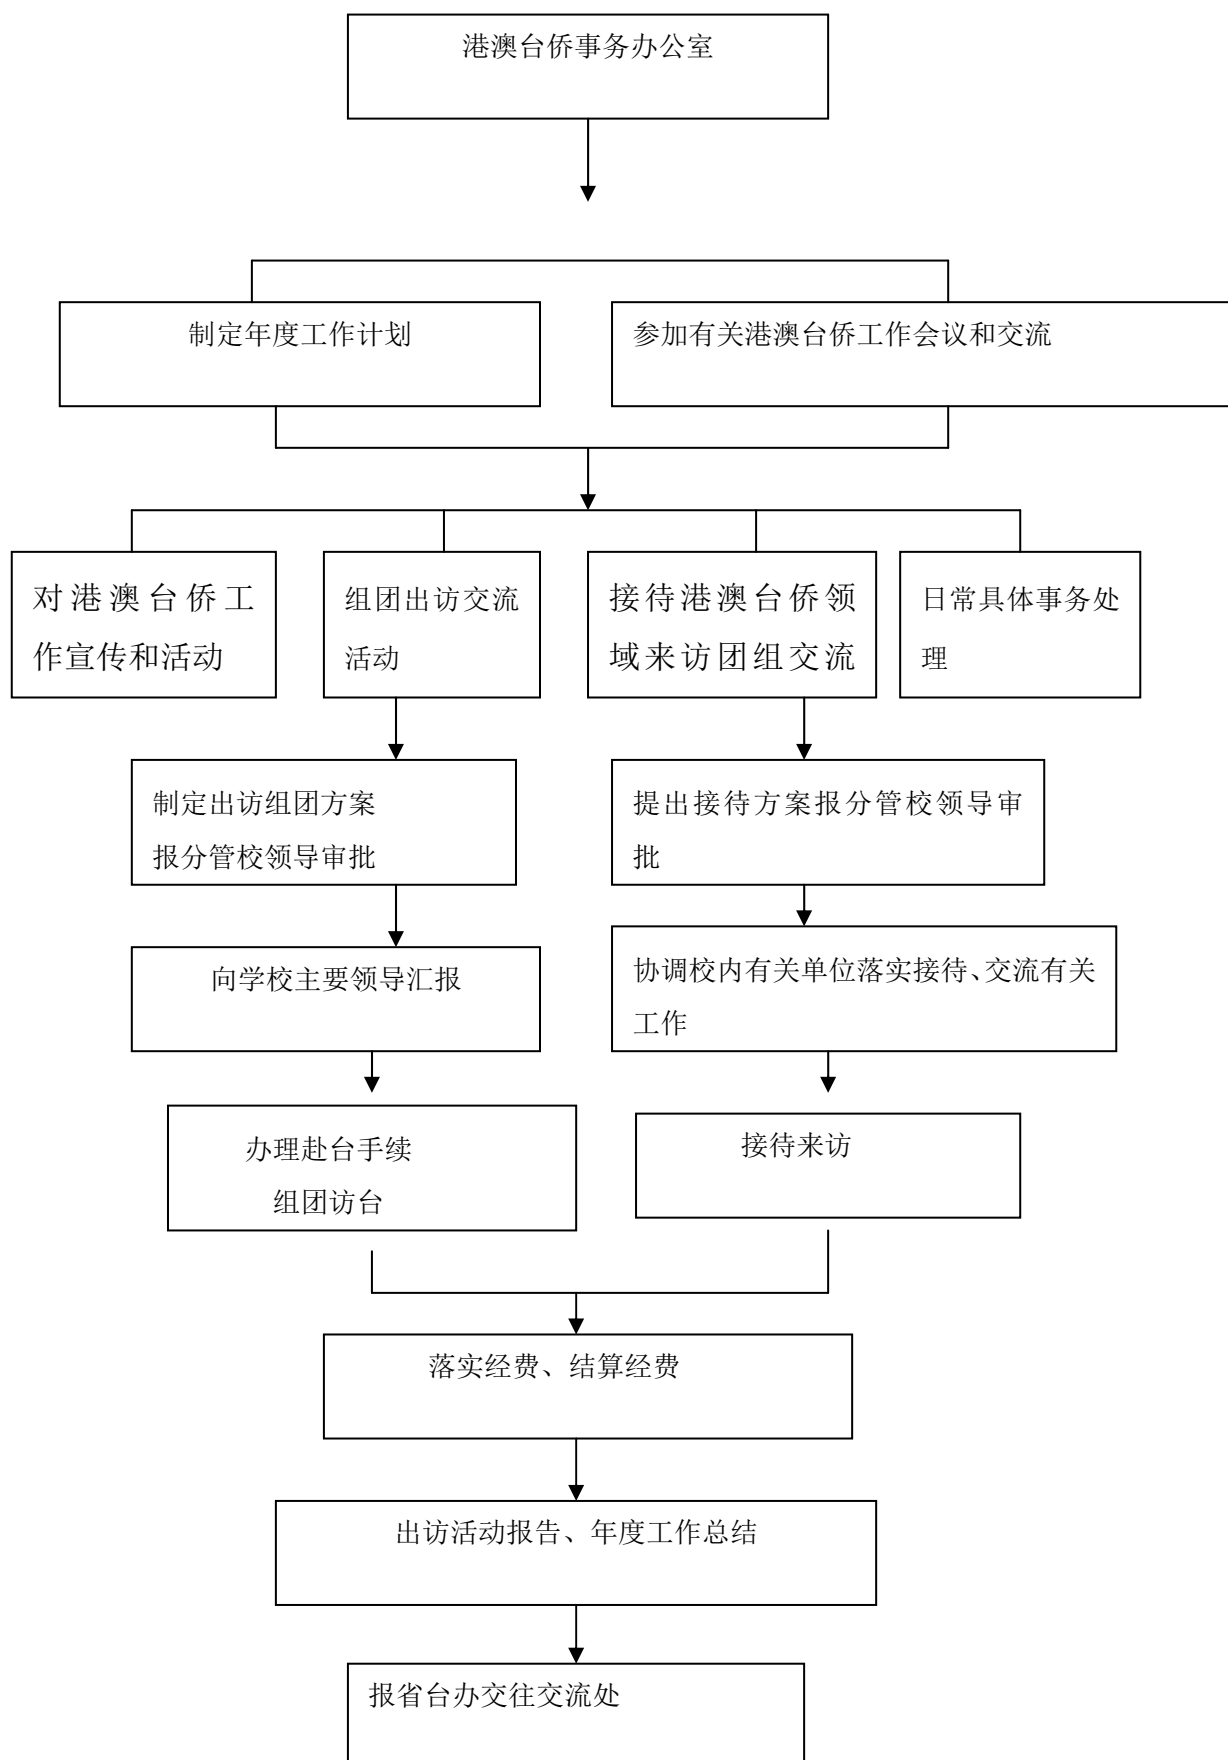 港澳台侨事务办公室
制定年度工作计划
参加有关港澳台侨工作会议和交流
对港澳台侨工
作宣传和活动
组团出访交流
活动
接待港澳台侨领
域来访团组交流
日常具体事务处
理
制定出访组团方案
报分管校领导审批
提出接待方案报分管校领导审
批
向学校主要领导汇报
协调校内有关单位落实接待、交流有关
工作
办理赴台手续
组团访台
接待来访
落实经费、结算经费
出访活动报告、年度工作总结
报省台办交往交流处